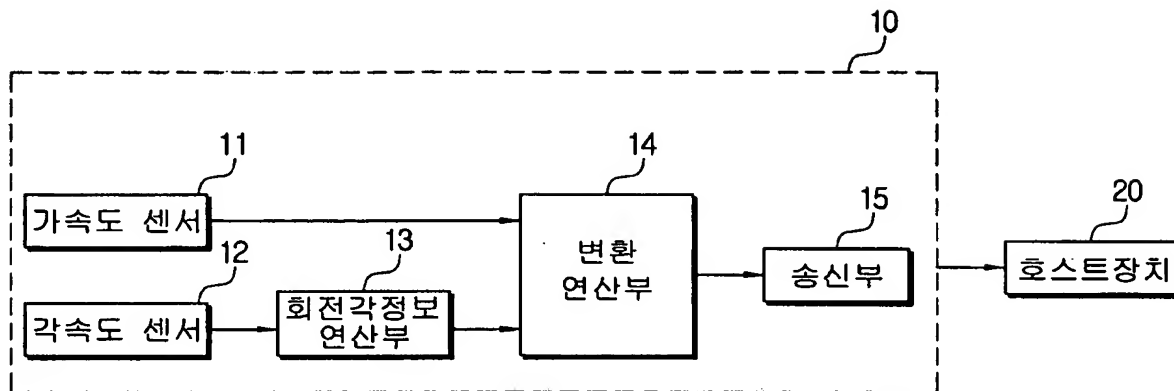 10
11
가속도 센서
12
각속도 센서
13
회전각정보
연산부
14
변환
연산부
15
송신부
20
호스트장치